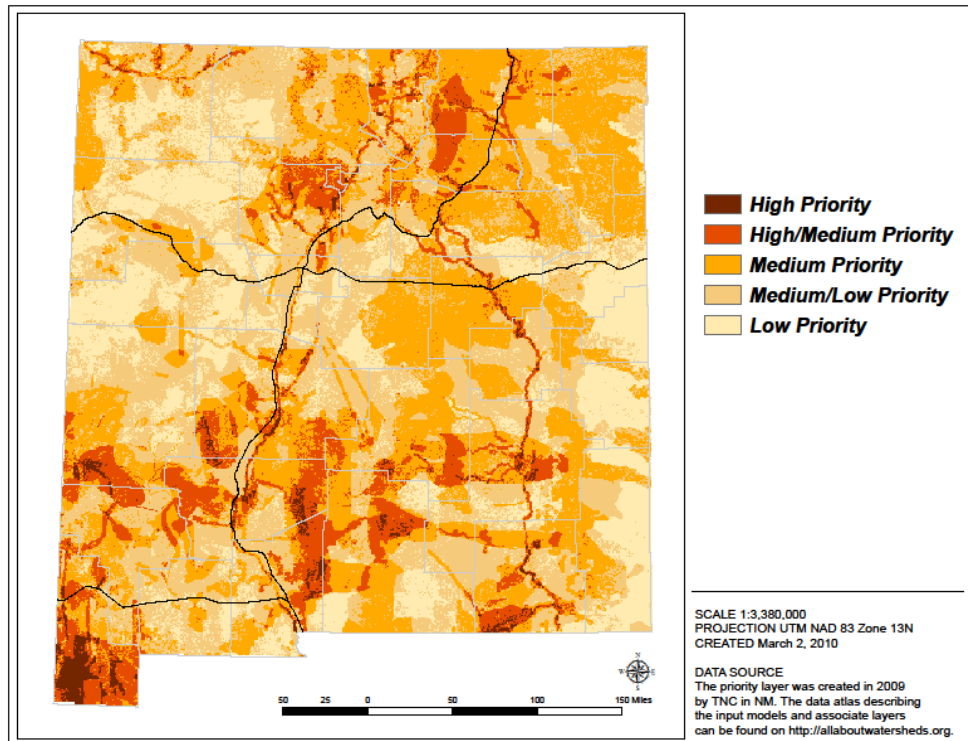 High Priority
High/Medium Priority
Medium Priority
Medium/Low Priority
Low Priority
SCALE 1:3,380,000
PROJECTION UTM NAD 83 Zone 13N
CREATED March 2, 2010
DATA SOURCE
The priority layer was created in 2009
by TNC in NM. The data atlas describing
the input models and associate layers
can be found on http://allaboutwatersheds.org.
N
W E
S
50 0 50 100 150 Miles